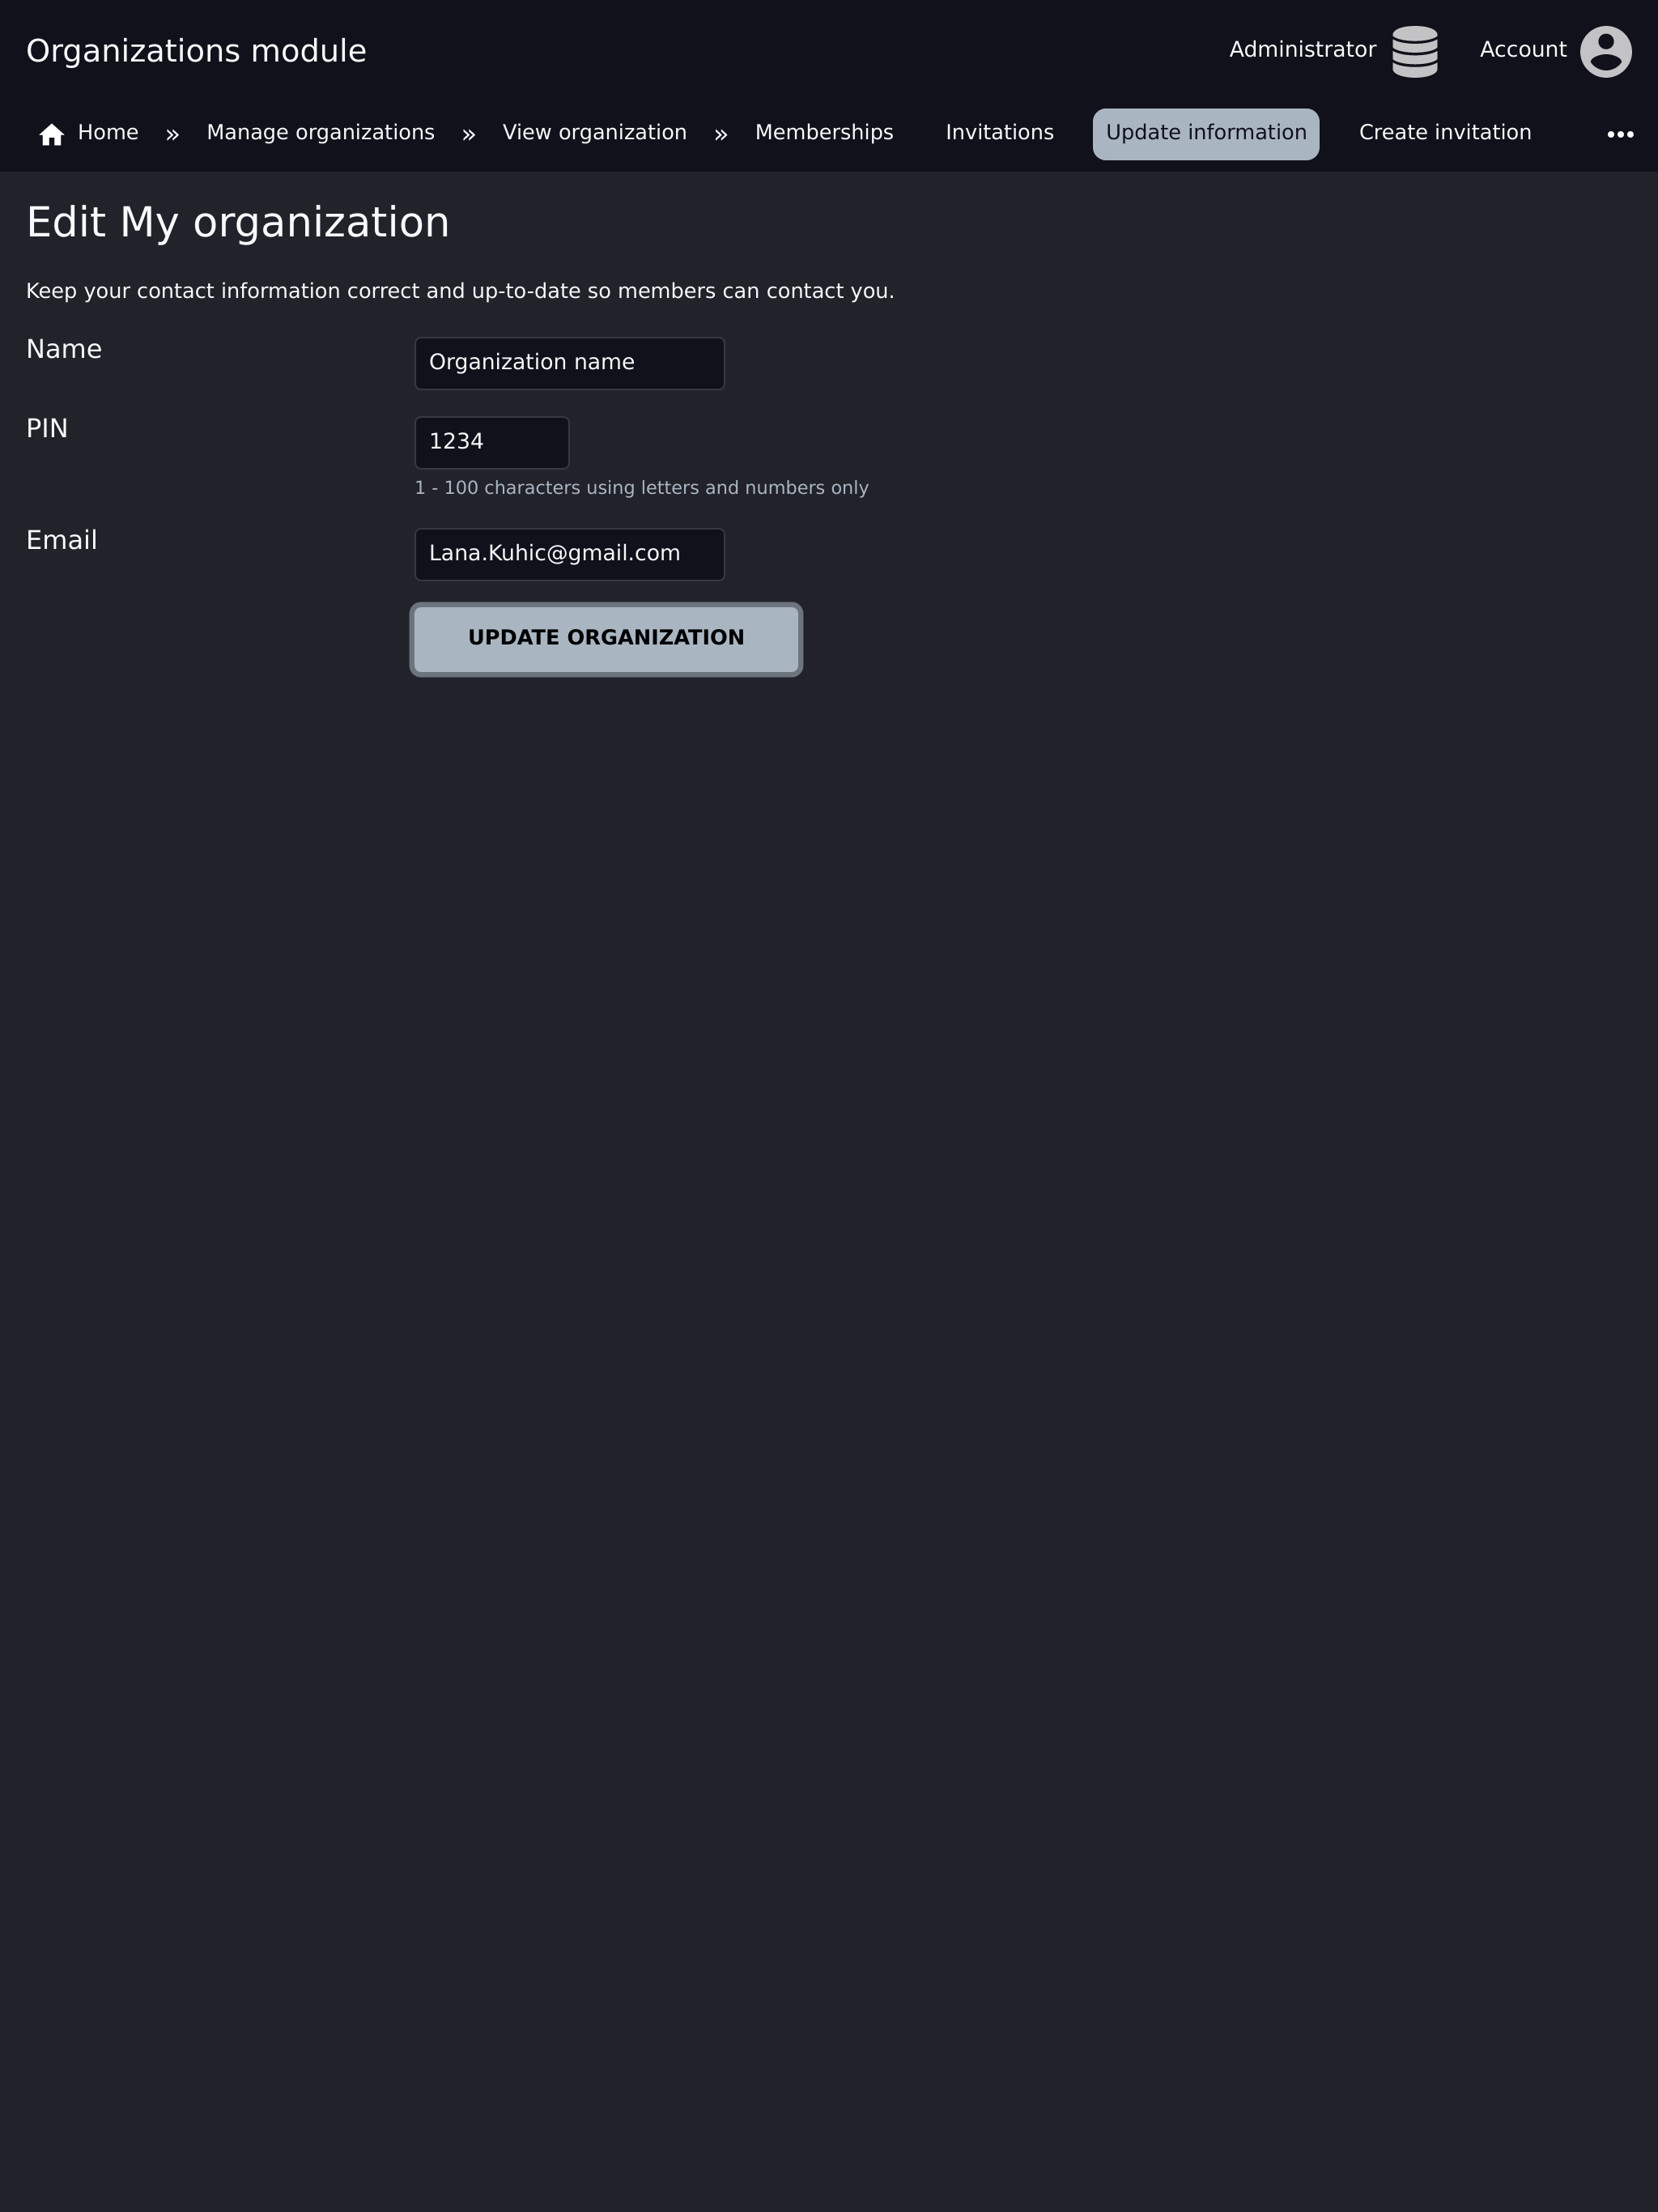 Organizations module
Administrator
Account
Home » Manage organizations » View organization » Memberships Invitations Update information Create invitation •••
Edit My organization
Keep your contact information correct and up-to-date so members can contact you.
Name
Organization name
PIN
1234
1 - 100 characters using letters and numbers only
Email
Lana.Kuhic@gmail.com
UPDATE ORGANIZATION